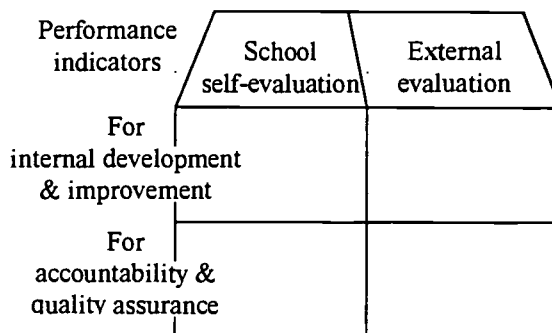 Performance
indicators
School
self-evaluation
External
evaluation
For
internal development
& improvement
For
accountability &
quality assurance